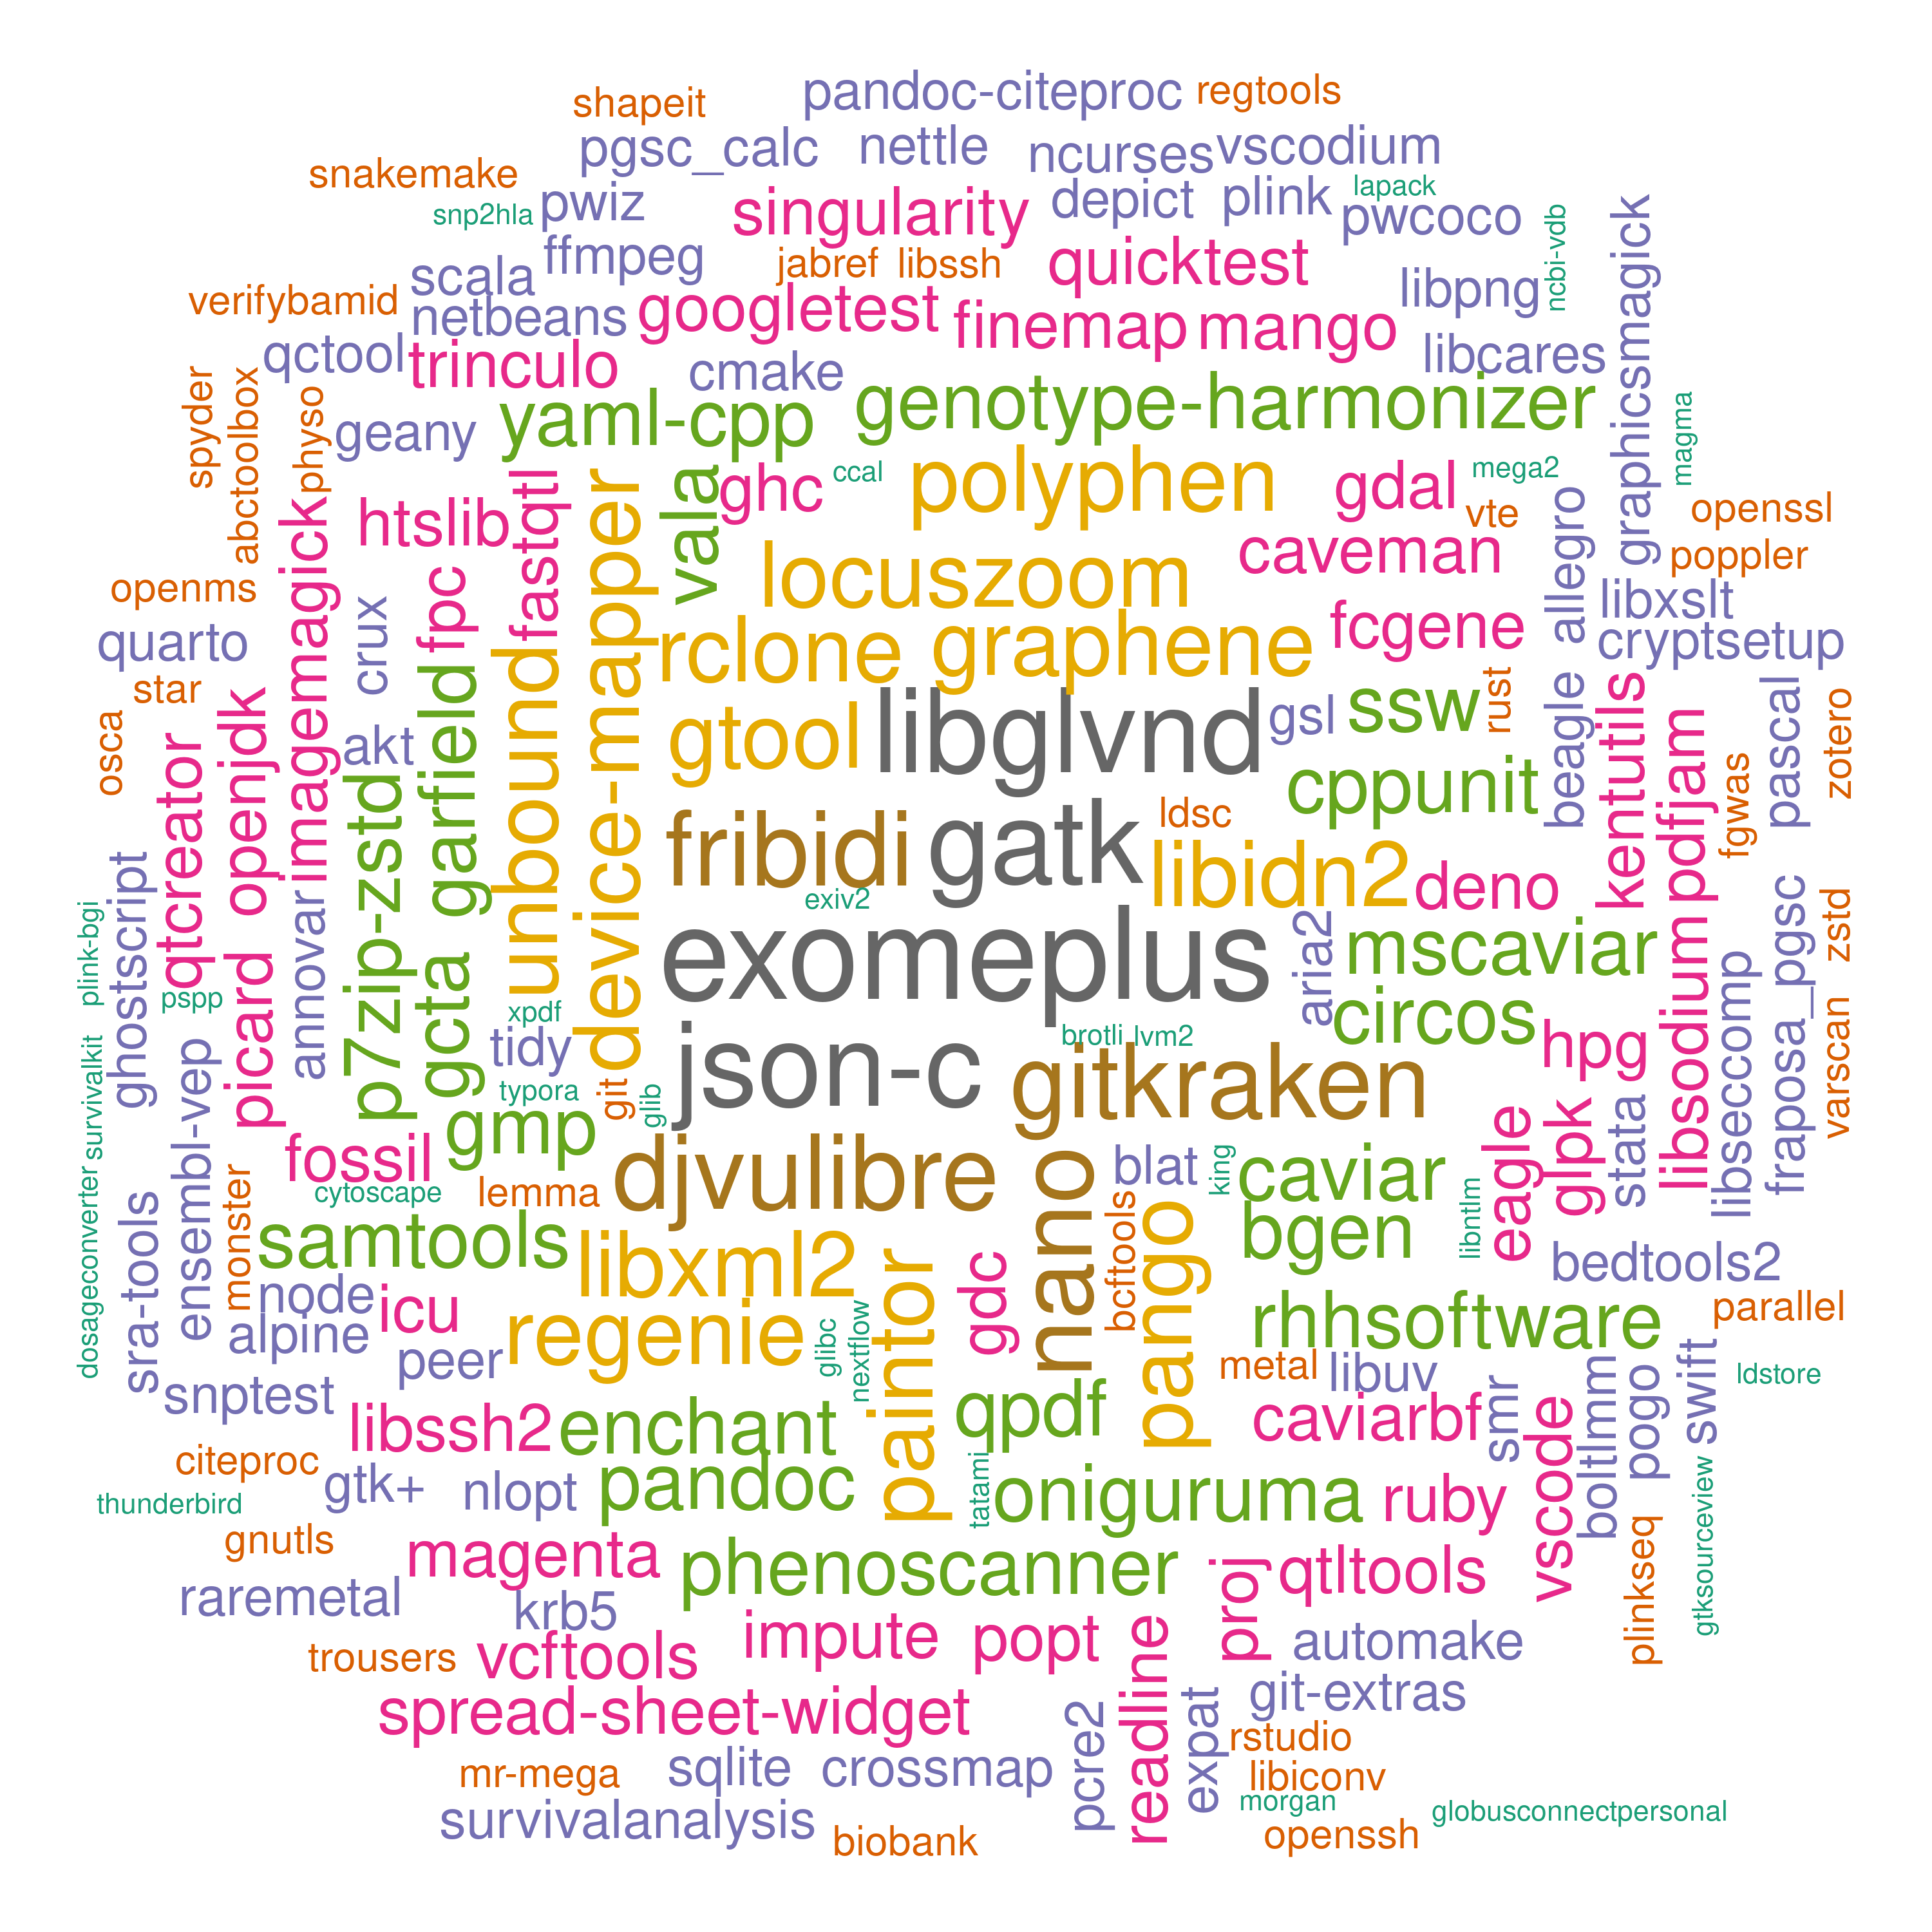 pandoc-citeproc
regtools
shapeit
pgsc_calc
nettle
ncurses
vscodium
snakemake
snp2hla
pwiz
singularity
depict
plink
lapack
pwcoco
ncbi-vdb
graphicsmagick
scala
ffmpeg
jabref
libssh
quicktest
libpng
verifybamid
netbeans
googletest
finemap
mango
libcares
qctool
trinculo
cmake
genotype-harmonizer
spyder
abctoolbox
physo
geany
yaml-cpp
magma
htslib
fastqtl
vala
ghc
ccal
polyphen
gdal
mega2
vte
openssl
imagemagick
fpc
device-mapper
locuszoom
caveman
allegro
poppler
openms
libxslt
quarto
crux
unbound
rclone
graphene
fcgene
cryptsetup
star
osca
openjdk
akt
garfield
gtool
libglvnd
gsl
ssw
rust
beagle
kentutils
pdfjam
pascal
zotero
qtcreator
p7zip-zstd
fribidi
gatk
ldsc
cppunit
libidn2
deno
fgwas
ghostscript
annovar
exiv2
plink-bgi
pspp
picard
gcta
xpdf
exomeplus
aria2
mscaviar
libsodium
libseccomp
fraposa_pgsc
zstd
circos
tidy
json-c
brotli
lvm2
hpg
varscan
survivalkit
ensembl-vep
typora
git
glib
gitkraken
gmp
fossil
cytoscape
lemma
djvulibre
nano
blat
king
caviar
eagle
glpk
stata
dosageconverter
sra-tools
monster
samtools
libxml2
bcftools
pango
bgen
libntlm
bedtools2
node
alpine
icu
regenie
glibc
nextflow
paintor
gdc
rhhsoftware
parallel
peer
metal
libuv
snptest
libssh2
enchant
qpdf
caviarbf
smr
vscode
boltlmm
pogo
swift
ldstore
citeproc
gtk+
nlopt
pandoc
tatami
oniguruma
ruby
thunderbird
gtksourceview
plinkseq
gnutls
magenta
phenoscanner
proj
qtltools
raremetal
krb5
impute
popt
readline
automake
trousers
vcftools
spread-sheet-widget
pcre2
expat
git-extras
rstudio
mr-mega
sqlite
crossmap
libiconv
morgan
globusconnectpersonal
survivalanalysis
biobank
openssh